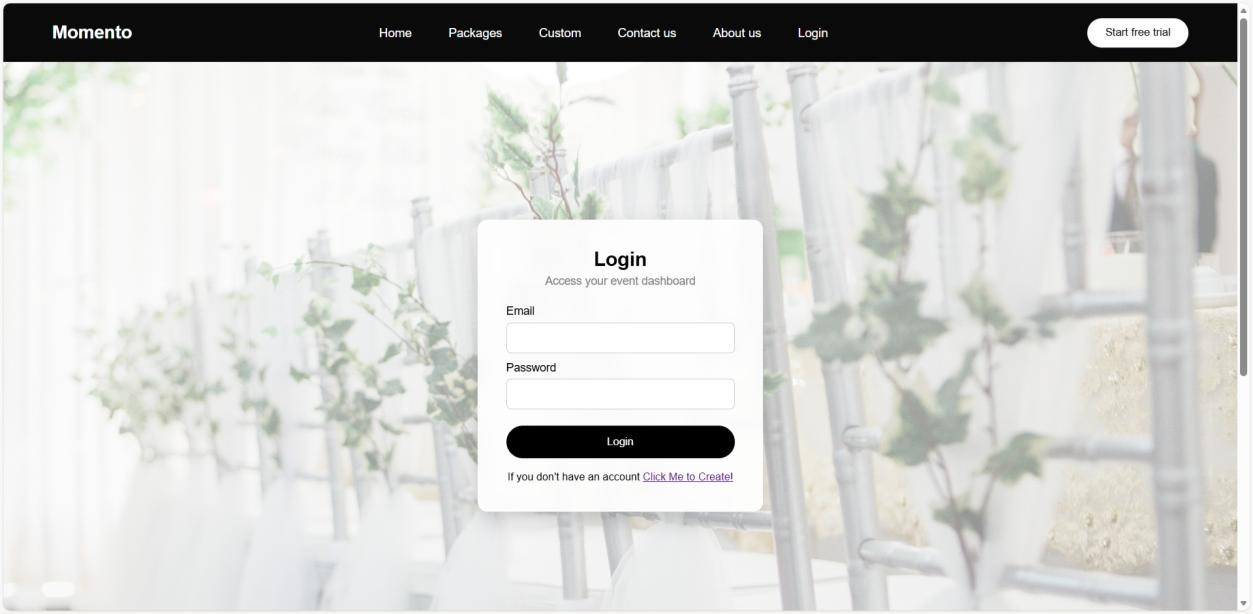 Momento
Home Packages Custom Contact us About us Login
Start free trial
Login
Access your event dashboard
Email
Password
Login
If you don't have an account Click Me to Create!